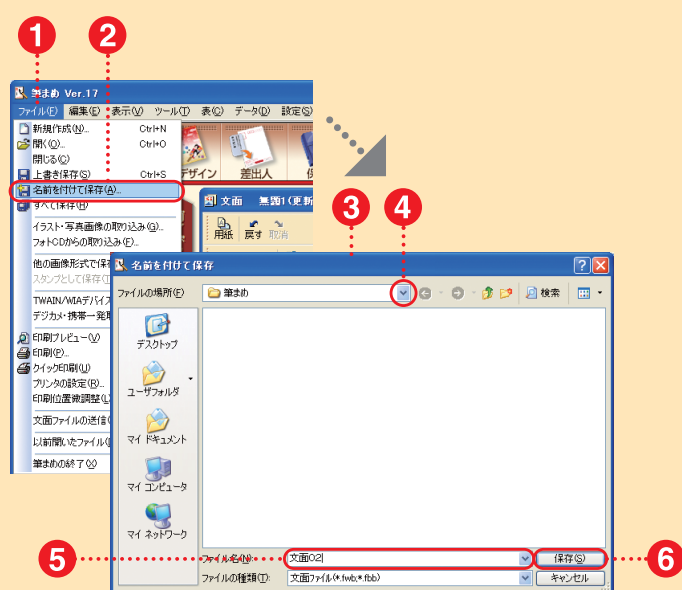 1
2
筆まめ Ver.17
ファイル(F) 編集(E) 表示(V) ツール(T) 表(C) データ(D) 設定(S)
新規作成(N)... Ctrl+N
開く(O)... Ctrl+O
閉じる(C)
上書き保存(S) Ctrl+S
名前を付けて保存(A)...
すべて保存(H)
イラスト・写真画像の取り込み(G)...
フォトCDからの取り込み(F)...
他の画像形式で保存
スタンプとして保存(T)
TWAIN/WIAデバイス
デジカメ・携帯一発
印刷プレビュー(V)
印刷(P)...
クイック印刷(U)
プリンタの設定(R)...
印刷位置微調整(L)
文面ファイルの送信(
以前開いたファイル(
筆まめの終了(X)
デザイン 差出人
文面 無題1(更新
用紙 戻す 取消
3
4
名前を付けて保存
ファイルの場所(F) 筆まめ 検索
デスクトップ
ユーザフォルダ
マイ ドキュメント
マイ コンピュータ
マイ ネットワーク
5
ファイル名(N): 文面02 保存(S)
6
ファイルの種類(T): 文面ファイル(*.fwb;*.fbb) キャンセル